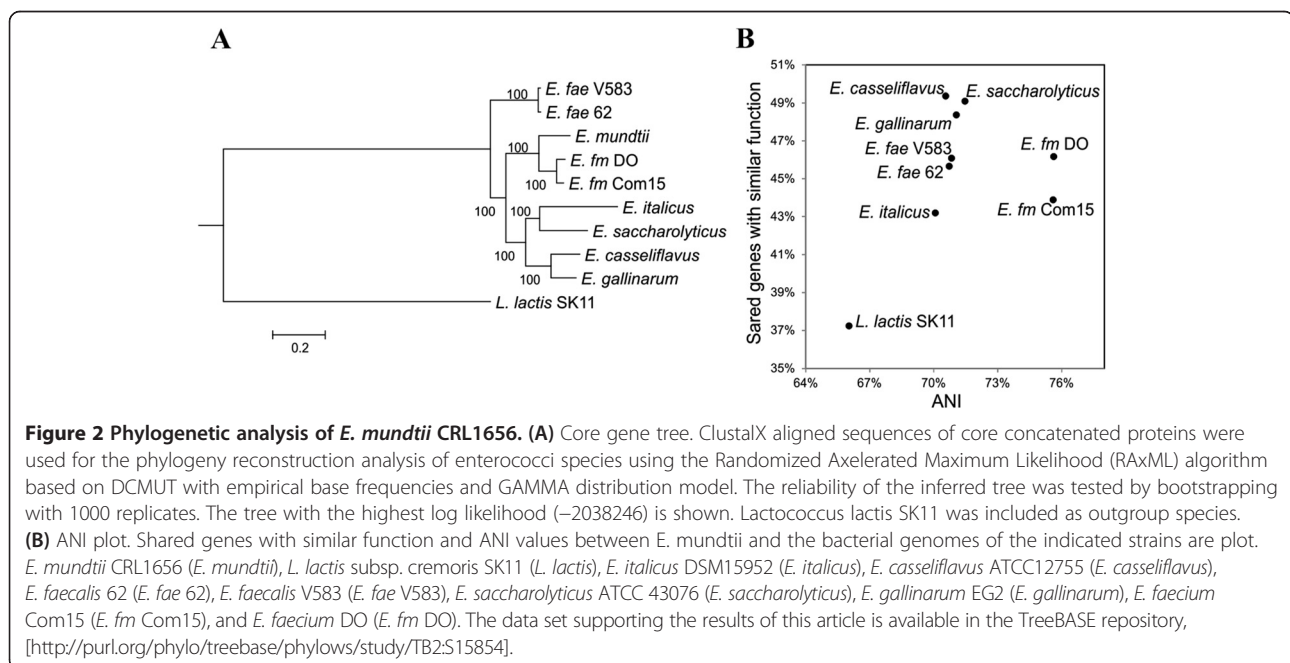 A
E. fae V583
E. fae 62
E. mundtii
E. fm DO
E. fm Com15
E. italicus
E. saccharolyticus
E. casseliflavus
E. gallinarum
L. lactis SK11
100
100
100
100
100
100
100
0.2
B
Sared genes with similar function
51%
49%
47%
45%
43%
41%
39%
37%
35%
E. casseliflavus
E. saccharolyticus
E. gallinarum
E. fae V583
E. fm DO
E. fae 62
E. italicus
E. fm Com15
L. lactis SK11
64%
67%
70%
73%
76%
ANI
Figure 2 Phylogenetic analysis of E. mundtii CRL1656. (A) Core gene tree. ClustalX aligned sequences of core concatenated proteins were
used for the phylogeny reconstruction analysis of enterococci species using the Randomized Axelerated Maximum Likelihood (RAxML) algorithm
based on DCMUT with empirical base frequencies and GAMMA distribution model. The reliability of the inferred tree was tested by bootstrapping
with 1000 replicates. The tree with the highest log likelihood (−2038246) is shown. Lactococcus lactis SK11 was included as outgroup species.
(B) ANI plot. Shared genes with similar function and ANI values between E. mundtii and the bacterial genomes of the indicated strains are plot.
E. mundtii CRL1656 (E. mundtii), L. lactis subsp. cremoris SK11 (L. lactis), E. italicus DSM15952 (E. italicus), E. casseliflavus ATCC12755 (E. casseliflavus),
E. faecalis 62 (E. fae 62), E. faecalis V583 (E. fae V583), E. saccharolyticus ATCC 43076 (E. saccharolyticus), E. gallinarum EG2 (E. gallinarum), E. faecium
Com15 (E. fm Com15), and E. faecium DO (E. fm DO). The data set supporting the results of this article is available in the TreeBASE repository,
[http://purl.org/phylo/treebase/phylows/study/TB2:S15854].